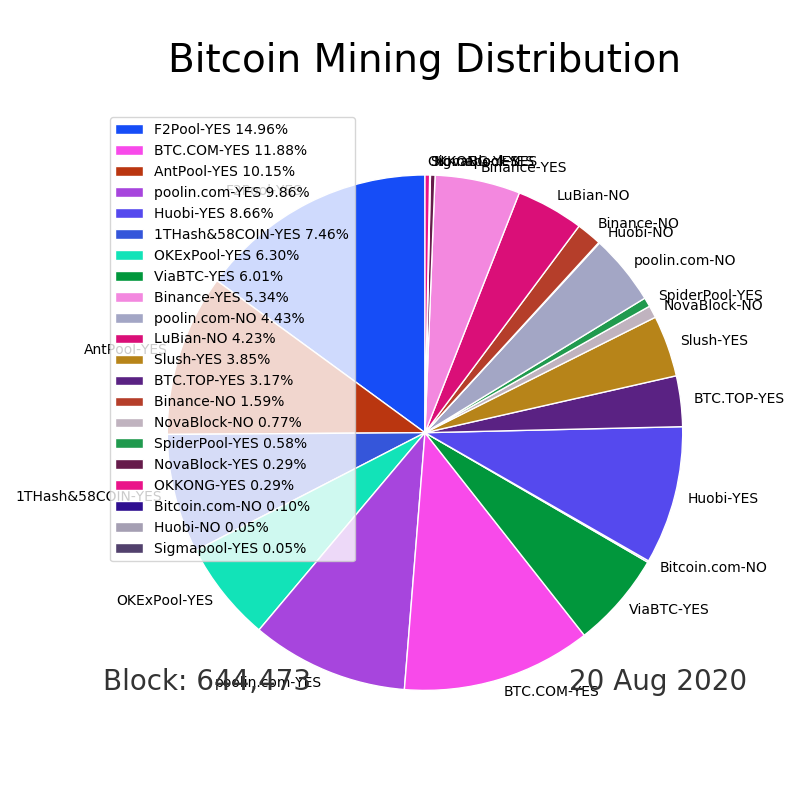 Bitcoin Mining Distribution
F2Pool-YES 14.96%
BTC.COM-YES 11.88%
AntPool-YES 10.15%
poolin.com-YES 9.86%
Huobi-YES 8.66%
1THash&58COIN-YES 7.46%
OKExPool-YES 6.30%
ViaBTC-YES 6.01%
Binance-YES 5.34%
poolin.com-NO 4.43%
LuBian-NO 4.23%
Slush-YES 3.85%
BTC.TOP-YES 3.17%
Binance-NO 1.59%
NovaBlock-NO 0.77%
SpiderPool-YES 0.58%
NovaBlock-YES 0.29%
OKKONG-YES 0.29%
Bitcoin.com-NO 0.10%
Huobi-NO 0.05%
Sigmapool-YES 0.05%
Binance-YES
LuBian-NO
Binance-NO
Huobi-NO
poolin.com-NO
SpiderPool-YES
NovaBlock-NO
Slush-YES
BTC.TOP-YES
Huobi-YES
Bitcoin.com-NO
ViaBTC-YES
BTC.COM-YES
poolin.com-YES
OKExPool-YES
1THash&58COIN-YES
AntPool-YES
F2Pool-YES
Block: 644,473
20 Aug 2020